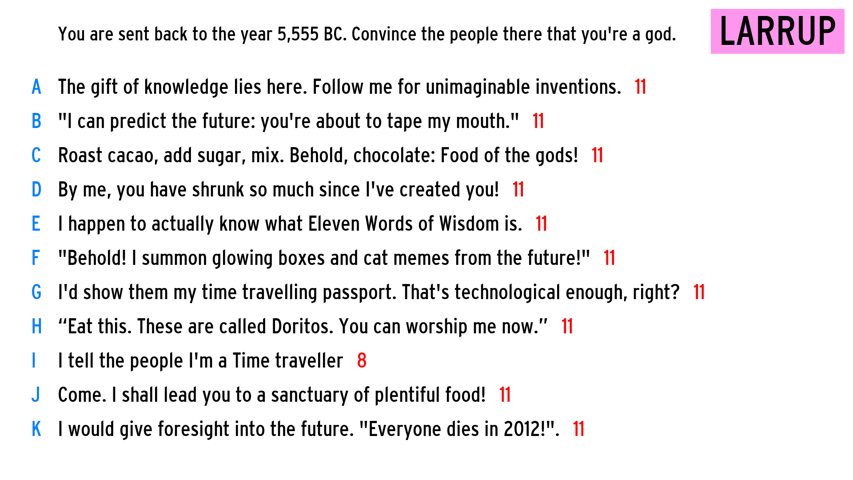 You are sent back to the year 5,555 BC. Convince the people there that you're a god.
LARRUP
A The gift of knowledge lies here. Follow me for unimaginable inventions. 11
B "I can predict the future: you're about to tape my mouth." 11
C Roast cacao, add sugar, mix. Behold, chocolate: Food of the gods! 11
D By me, you have shrunk so much since I've created you! 11
E I happen to actually know what Eleven Words of Wisdom is. 11
F "Behold! I summon glowing boxes and cat memes from the future!" 11
G I'd show them my time travelling passport. That's technological enough, right? 11
H “Eat this. These are called Doritos. You can worship me now.” 11
I I tell the people I'm a Time traveller 8
J Come. I shall lead you to a sanctuary of plentiful food! 11
K I would give foresight into the future. "Everyone dies in 2012!". 11